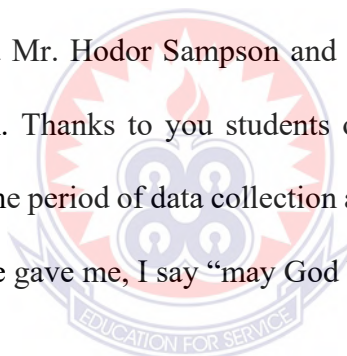 Mr. Hodor Sampson and
. Thanks to you students
period of data collection
gave me, I say “may God
EDUCATION FOR SERVICE